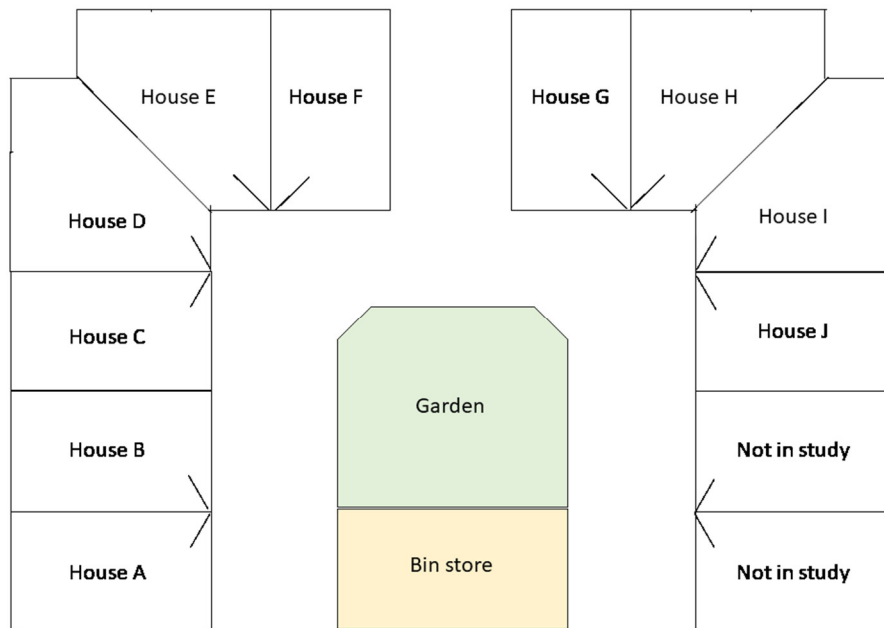 House E
House F
House G
House H
House D
House I
House C
House J
Garden
House B
Not in study
Bin store
House A
Not in study